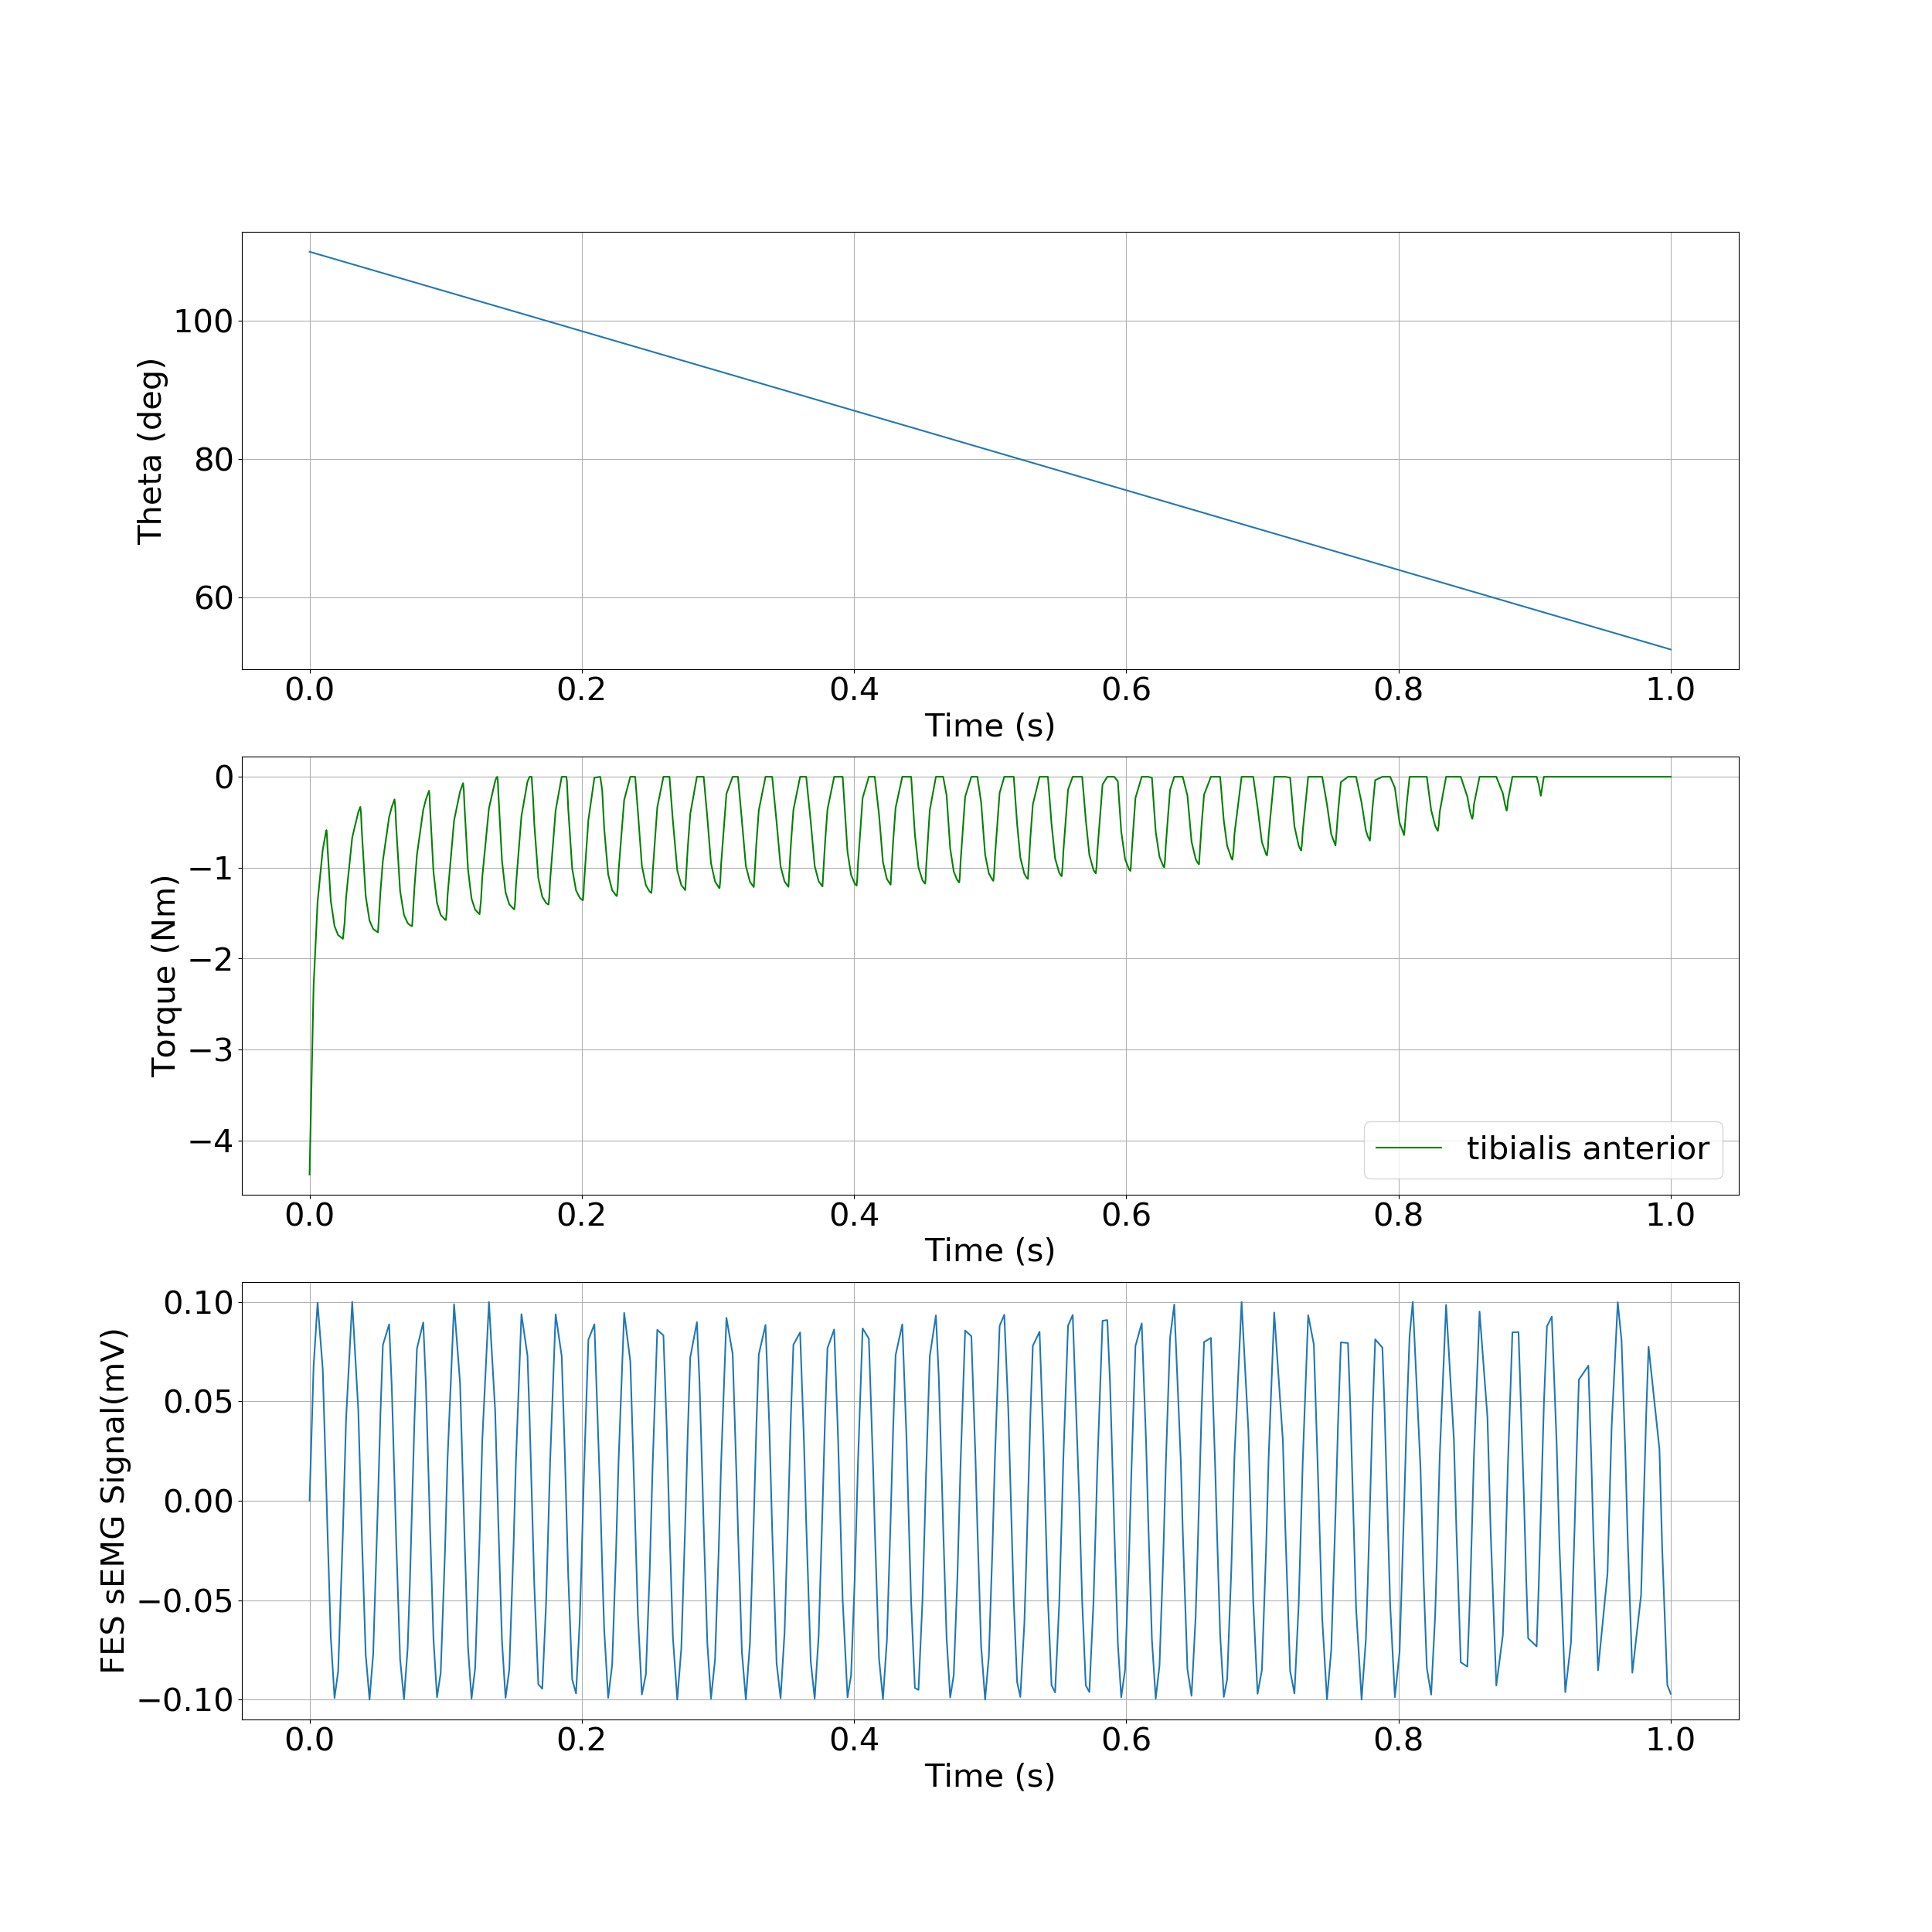 Theta (deg)
100
80
60
0.0 0.2 0.4 0.6 0.8 1.0
Time (s)
Torque (Nm)
0
−1
−2
−3
−4
tibialis anterior
0.0 0.2 0.4 0.6 0.8 1.0
Time (s)
FES sEMG Signal(mV)
0.10
0.05
0.00
−0.05
−0.10
0.0 0.2 0.4 0.6 0.8 1.0
Time (s)